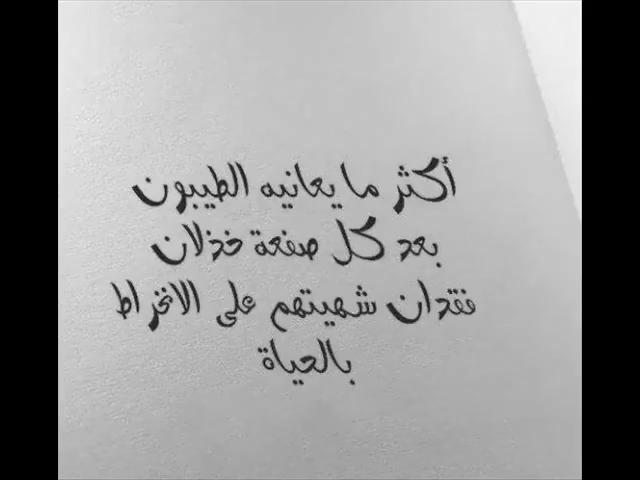 أكثر ما يعانيه الطيبون
بعد كل صفعة خذلان
فقدان شهيتهم على الانخراط
بالحياة